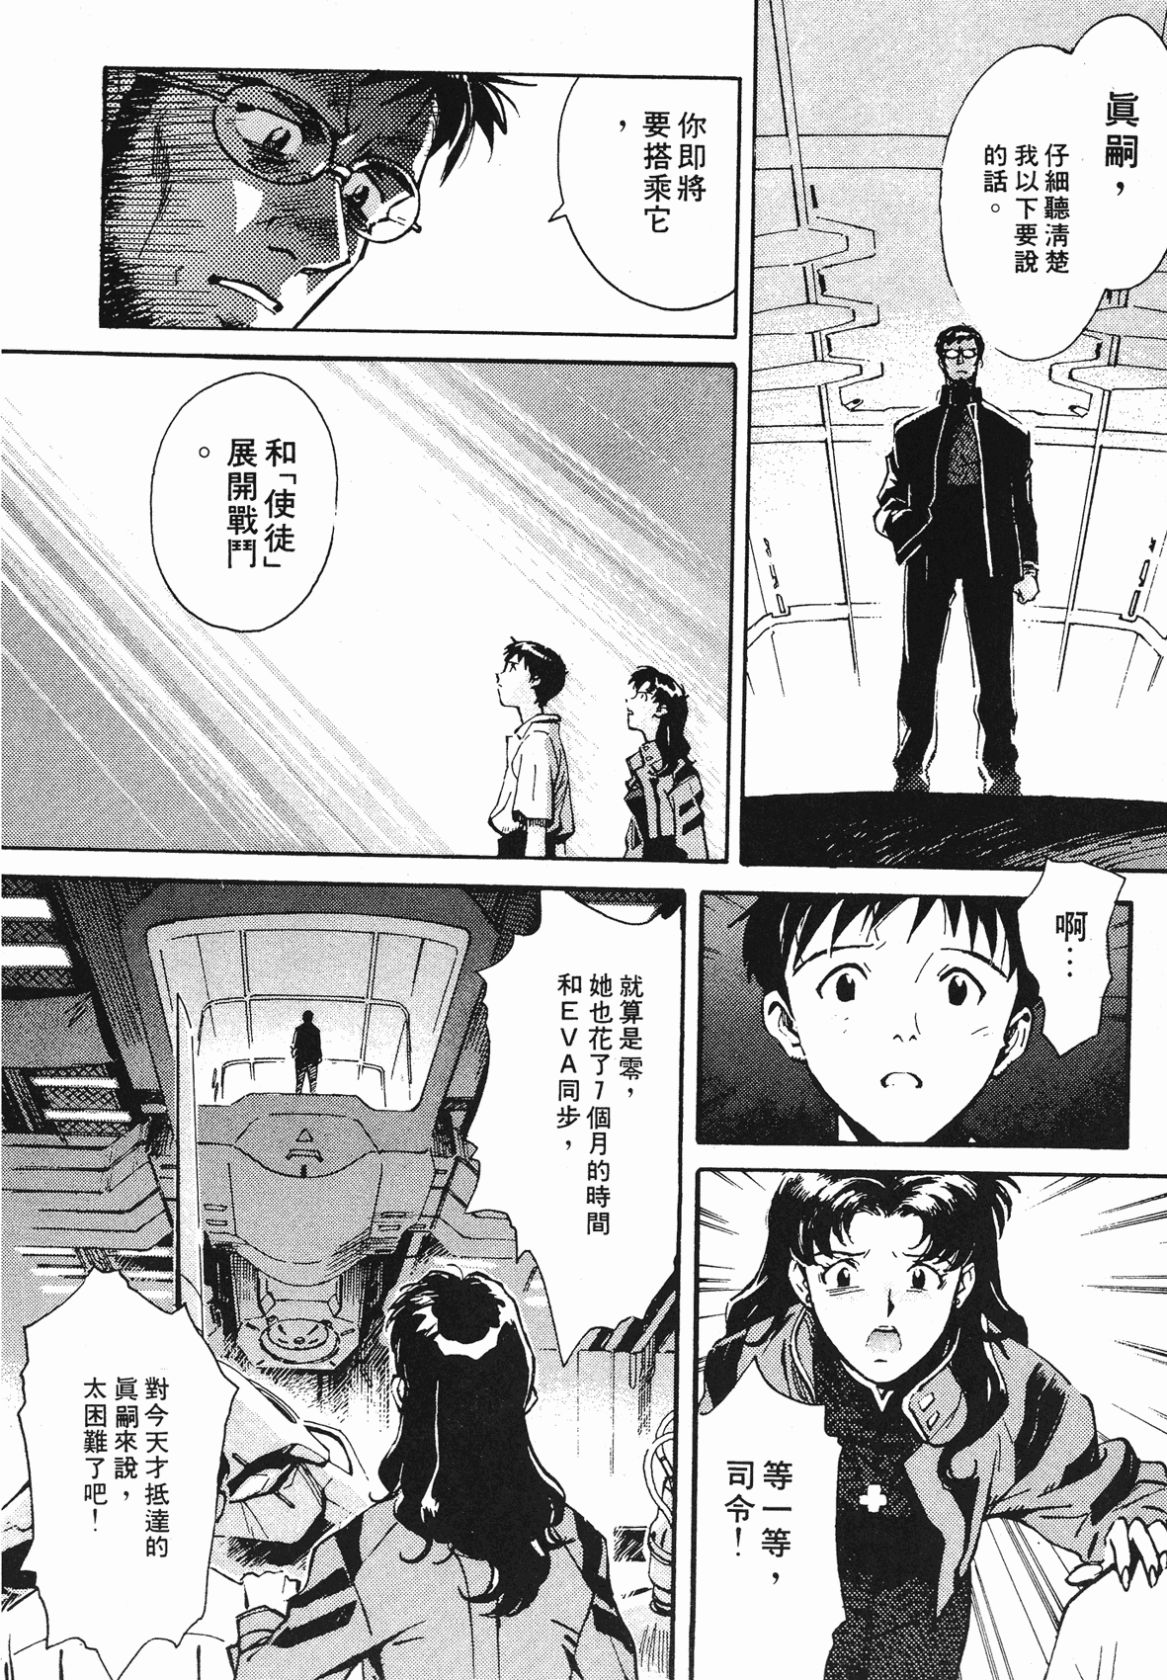 眞嗣，
仔細聽清楚
我以下要說
的話。
你即將
要搭乘它
，
和「使徒」
展開戰鬥
。
啊…
等一等，
司令！
就算是零，
她也花了7個月的時間
和EVA同步，
對今天才抵達的
眞嗣來說，
太困難了吧！